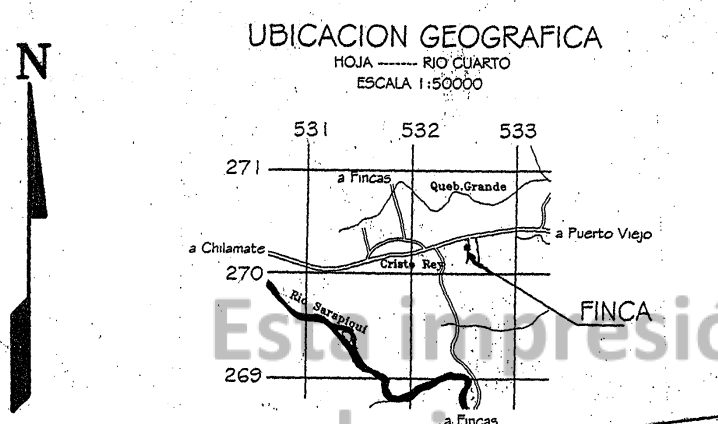 UBICACION GEOGRAFICA
HOJA ------- RIO CUARTO
ESCALA 1:50000
N
531 532 533
271
a Fincas
Queb.Grande
a Puerto Viejo
a Chilamate
Cristo Rey
270
Rio Sarapiquí
FINCA
Esta impresió
269
a Fincas